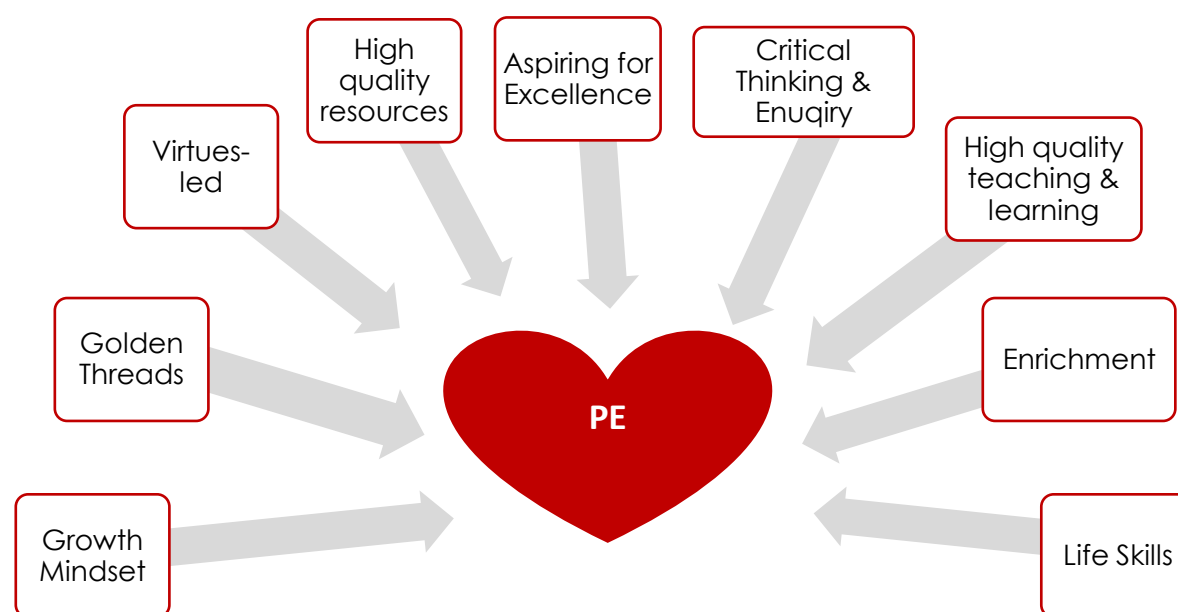 High
quality
resources
Aspiring for
Excellence
Critical
Thinking &
Enuqiry
Virtues-
led
High quality
teaching &
learning
Golden
Threads
Enrichment
PE
Growth
Mindset
Life Skills